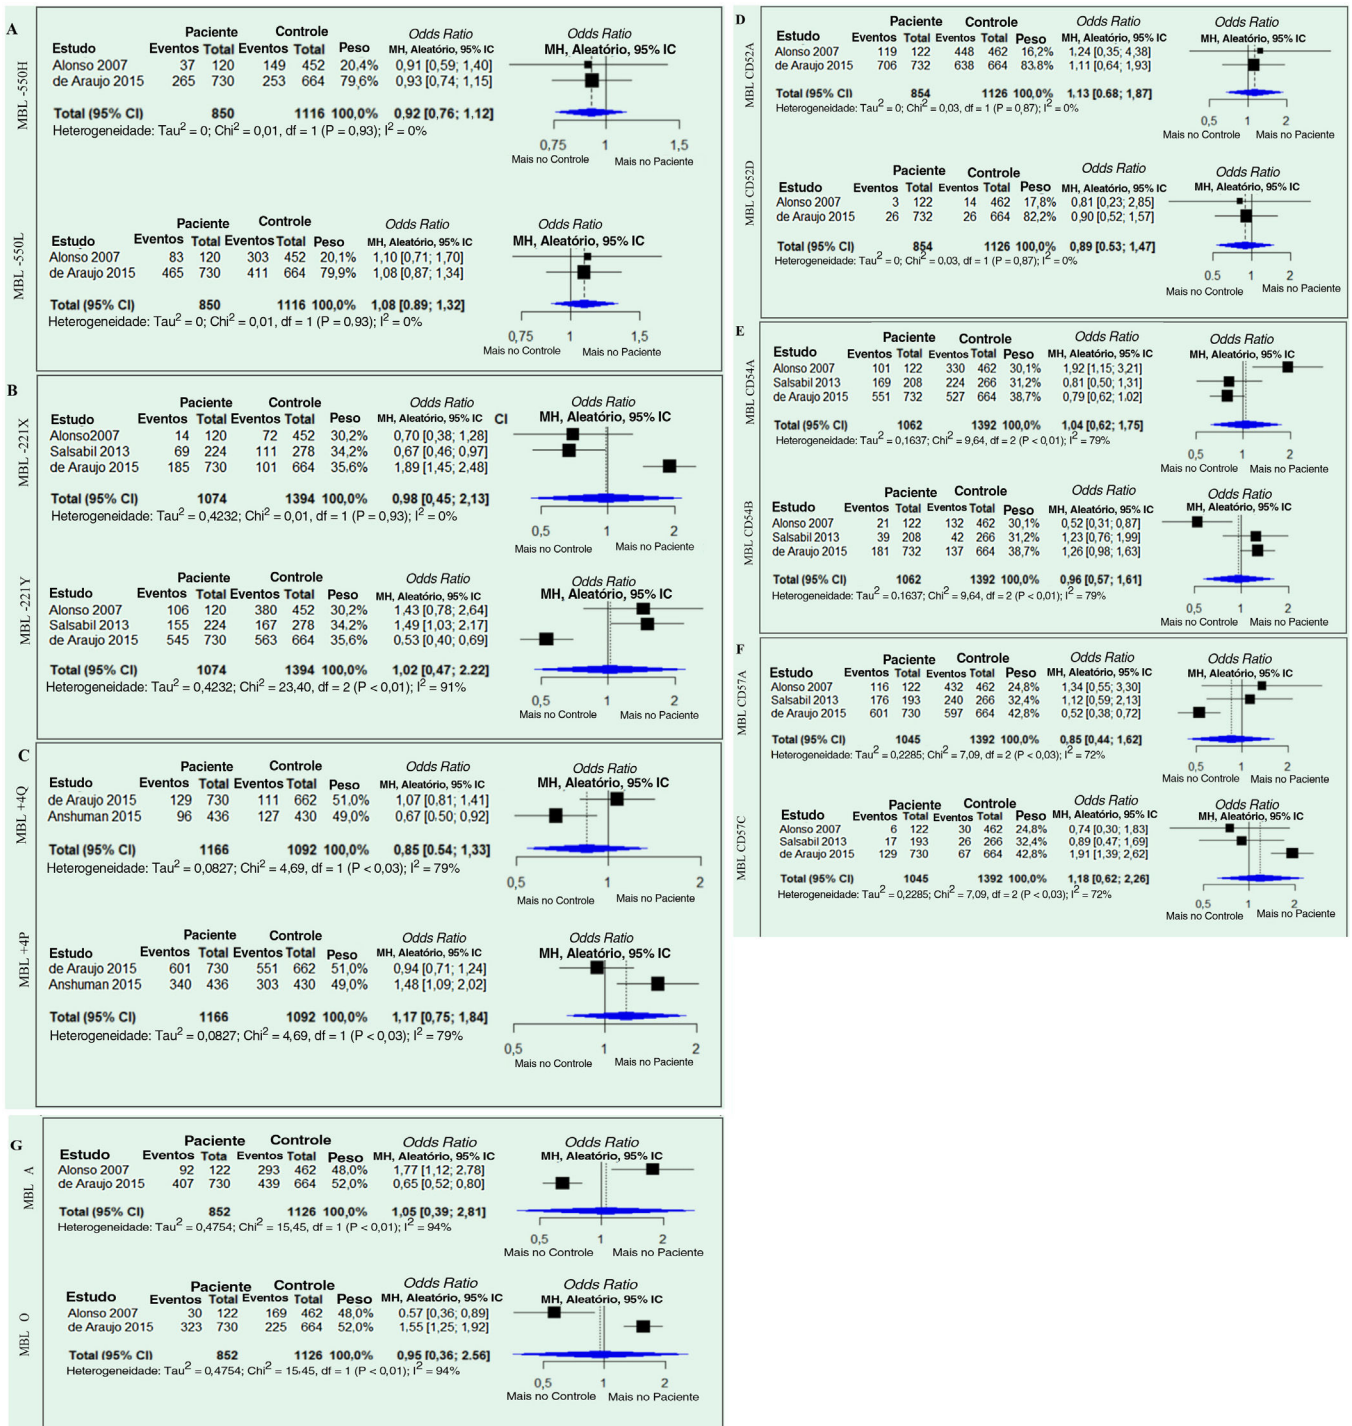 A
MBL -550H
Paciente Controle Odds Ratio Odds Ratio
Estudo Eventos Total Eventos Total Peso MH, Aleatório, 95% IC MH, Aleatório, 95% IC
Alonso 2007 37 120 149 452 20,4% 0,91 [0,59; 1,40]
de Araujo 2015 265 730 253 664 79,6% 0,93 [0,74; 1,15]
Total (95% CI) 850 1116 100,0% 0,92 [0,76; 1,12]
Heterogeneidade: Tau² = 0; Chi² = 0,01, df = 1 (P = 0,93); I² = 0%
0,75 1 1,5
Mais no Controle Mais no Paciente
MBL -550L
Paciente Controle Odds Ratio Odds Ratio
Estudo Eventos Total Eventos Total Peso MH, Aleatório, 95% IC MH, Aleatório, 95% IC
Alonso 2007 83 120 303 452 20,1% 1,10 [0,71; 1,70]
de Araujo 2015 465 730 411 664 79,9% 1,08 [0,87; 1,34]
Total (95% CI) 850 1116 100,0% 1,08 [0,89; 1,32]
Heterogeneidade: Tau² = 0; Chi² = 0,01, df = 1 (P = 0,93); I² = 0%
0,75 1 1,5
Mais no Controle Mais no Paciente
B
MBL -221X
Paciente Controle Odds Ratio Odds Ratio
Estudo Eventos Total Eventos Total Peso MH, Aleatório, 95% IC CI MH, Aleatório, 95% IC
Alonso2007 14 120 72 452 30,2% 0,70 [0,38; 1,28]
Salsabil 2013 69 224 111 278 34,2% 0,67 [0,46; 0,97]
de Araujo 2015 185 730 101 664 35,6% 1,89 [1,45; 2,48]
Total (95% CI) 1074 1394 100,0% 0,98 [0,45; 2,13]
Heterogeneidade: Tau² = 0,4232; Chi² = 0,01, df = 1 (P = 0,93); I² = 0%
0,5 1 2
Mais no Controle Mais no Paciente
MBL -221Y
Paciente Controle Odds Ratio Odds Ratio
Estudo Eventos Total Eventos Total Peso MH, Aleatório, 95% IC MH, Aleatório, 95% IC
Alonso 2007 106 120 380 452 30,2% 1,43 [0,78; 2,64]
Salsabil 2013 155 224 167 278 34,2% 1,49 [1,03; 2,17]
de Araujo 2015 545 730 563 664 35,6% 0,53 [0,40; 0,69]
Total (95% CI) 1074 1394 100,0% 1,02 [0,47; 2.22]
Heterogeneidade: Tau² = 0,4232; Chi² = 23,40, df = 2 (P < 0,01); I² = 91%
0,5 1 2
Mais no Controle Mais no Paciente
C
MBL +4Q
Paciente Controle Odds Ratio Odds Ratio
Estudo Eventos Total Eventos Total Peso MH, Aleatório, 95% IC MH, Aleatório, 95% IC
de Araujo 2015 129 730 111 662 51,0% 1,07 [0,81; 1,41]
Anshuman 2015 96 436 127 430 49,0% 0,67 [0,50; 0,92]
Total (95% CI) 1166 1092 100,0% 0,85 [0,54; 1,33]
Heterogeneidade: Tau² = 0,0827; Chi² = 4,69, df = 1 (P < 0,03); I² = 79%
0,5 1 2
Mais no Controle Mais no Paciente
MBL +4P
Paciente Controle Odds Ratio Odds Ratio
Estudo Eventos Total Eventos Total Peso MH, Aleatório, 95% IC MH, Aleatório, 95% IC
de Araujo 2015 601 730 551 662 51,0% 0,94 [0,71; 1,24]
Anshuman 2015 340 436 303 430 49,0% 1,48 [1,09; 2,02]
Total (95% CI) 1166 1092 100,0% 1,17 [0,75; 1,84]
Heterogeneidade: Tau² = 0,0827; Chi² = 4,69, df = 1 (P < 0,03); I² = 79%
0,5 1 2
Mais no Controle Mais no Paciente
D
MBL CD52A
Paciente Controle Odds Ratio Odds Ratio
Estudo Eventos Total Eventos Total Peso MH, Aleatório, 95% IC MH, Aleatório, 95% IC
Alonso 2007 119 122 448 462 16,2% 1,24 [0,35; 4,38]
de Araujo 2015 706 732 638 664 83.8% 1,11 [0,64; 1,93]
Total (95% CI) 854 1126 100,0% 1,13 [0.68; 1,87]
Heterogeneidade: Tau² = 0; Chi² = 0,03, df = 1 (P = 0,87); I² = 0%
0,5 1 2
Mais no Controle Mais no Paciente
MBL CD52D
Paciente Controle Odds Ratio Odds Ratio
Estudo Eventos Total Eventos Total Peso MH, Aleatório, 95% IC MH, Aleatório, 95% IC
Alonso 2007 3 122 14 462 17,8% 0,81 [0,23; 2,85]
de Araujo 2015 26 732 26 664 82,2% 0,90 [0,52; 1,57]
Total (95% CI) 854 1126 100,0% 0,89 [0.53; 1,47]
Heterogeneidade: Tau² = 0; Chi² = 0.03, df = 1 (P = 0,87); I² = 0%
0.5 1 2
Mais no Controle Mais no Paciente
E
MBL CD54A
Paciente Controle Odds Ratio Odds Ratio
Estudo Eventos Total Eventos Total Peso MH, Aleatório, 95% IC MH, Aleatório, 95% IC
Alonso 2007 101 122 330 462 30,1% 1,92 [1,15; 3,21]
Salsabil 2013 169 208 224 266 31,2% 0,81 [0,50; 1,31]
de Araujo 2015 551 732 527 664 38,7% 0,79 [0,62; 1.02]
Total (95% CI) 1062 1392 100,0% 1,04 [0,62; 1,75]
Heterogeneidade: Tau² = 0,1637; Chi² = 9,64, df = 2 (P < 0,01); I² = 79%
0,5 1 2
Mais no Controle Mais no Paciente
MBL CD54B
Paciente Controle Odds Ratio Odds Ratio
Estudo Eventos Total Eventos Total Peso MH, Aleatório, 95% IC MH, Aleatório, 95% IC
Alonso 2007 21 122 132 462 30,1% 0,52 [0,31; 0,87]
Salsabil 2013 39 208 42 266 31,2% 1,23 [0,76; 1,99]
de Araujo 2015 181 732 137 664 38,7% 1,26 [0,98; 1,63]
Total (95% CI) 1062 1392 100,0% 0,96 [0,57; 1,61]
Heterogeneidade: Tau² = 0.1637; Chi² = 9,64, df = 2 (P < 0,01); I² = 79%
0,5 1 2
Mais no Controle Mais no Paciente
F
MBL CD57A
Paciente Controle Odds Ratio Odds Ratio
Estudo Eventos Total Eventos Total Peso MH, Aleatório, 95% IC MH, Aleatório, 95% IC
Alonso 2007 116 122 432 462 24,8% 1,34 [0,55; 3,30]
Salsabil 2013 176 193 240 266 32,4% 1,12 [0,59; 2,13]
de Araujo 2015 601 730 597 664 42,8% 0,52 [0,38; 0,72]
Total (95% CI) 1045 1392 100,0% 0,85 [0,44; 1,62]
Heterogeneidade: Tau² = 0,2285; Chi² = 7,09, df = 2 (P < 0,03); I² = 72%
0,5 1 2
Mais no Controle Mais no Paciente
MBL CD57C
Paciente Controle Odds Ratio Odds Ratio
Estudo Eventos Total Eventos Total Peso MH, Aleatório, 95% IC MH, Aleatório, 95% IC
Alonso 2007 6 122 30 462 24,8% 0,74 [0,30; 1,83]
Salsabil 2013 17 193 26 266 32,4% 0,89 [0,47; 1,69]
de Araujo 2015 129 730 67 664 42,8% 1,91 [1,39; 2,62]
Total (95% CI) 1045 1392 100,0% 1,18 [0,62; 2,26]
Heterogeneidade: Tau² = 0,2285; Chi² = 7,09, df = 2 (P < 0,03); I² = 72%
0,5 1 2
Mais no Controle Mais no Paciente
G
MBL A
Paciente Controle Odds Ratio Odds Ratio
Estudo Eventos Tota Eventos Total Peso MH, Aleatório, 95% IC MH, Aleatório, 95% IC
Alonso 2007 92 122 293 462 48,0% 1,77 [1,12; 2,78]
de Araujo 2015 407 730 439 664 52,0% 0,65 [0,52; 0,80]
Total (95% CI) 852 1126 100,0% 1,05 [0,39; 2,81]
Heterogeneidade: Tau² = 0,4754; Chi² = 15,45, df = 1 (P < 0,01); I² = 94%
0,5 1 2
Mais no Controle Mais no Paciente
MBL O
Paciente Controle Odds Ratio Odds Ratio
Estudo Eventos Total Eventos Total Peso MH, Aleatório, 95% IC MH, Aleatório, 95% IC
Alonso 2007 30 122 169 462 48,0% 0.57 [0,36; 0,89]
de Araujo 2015 323 730 225 664 52,0% 1,55 [1,25; 1,92]
Total (95% CI) 852 1126 100,0% 0,95 [0,36; 2.56]
Heterogeneidade: Tau² = 0,4754; Chi² = 15,45, df = 1 (P < 0,01); I² = 94%
0,5 1 2
Mais no Controle Mais no Paciente